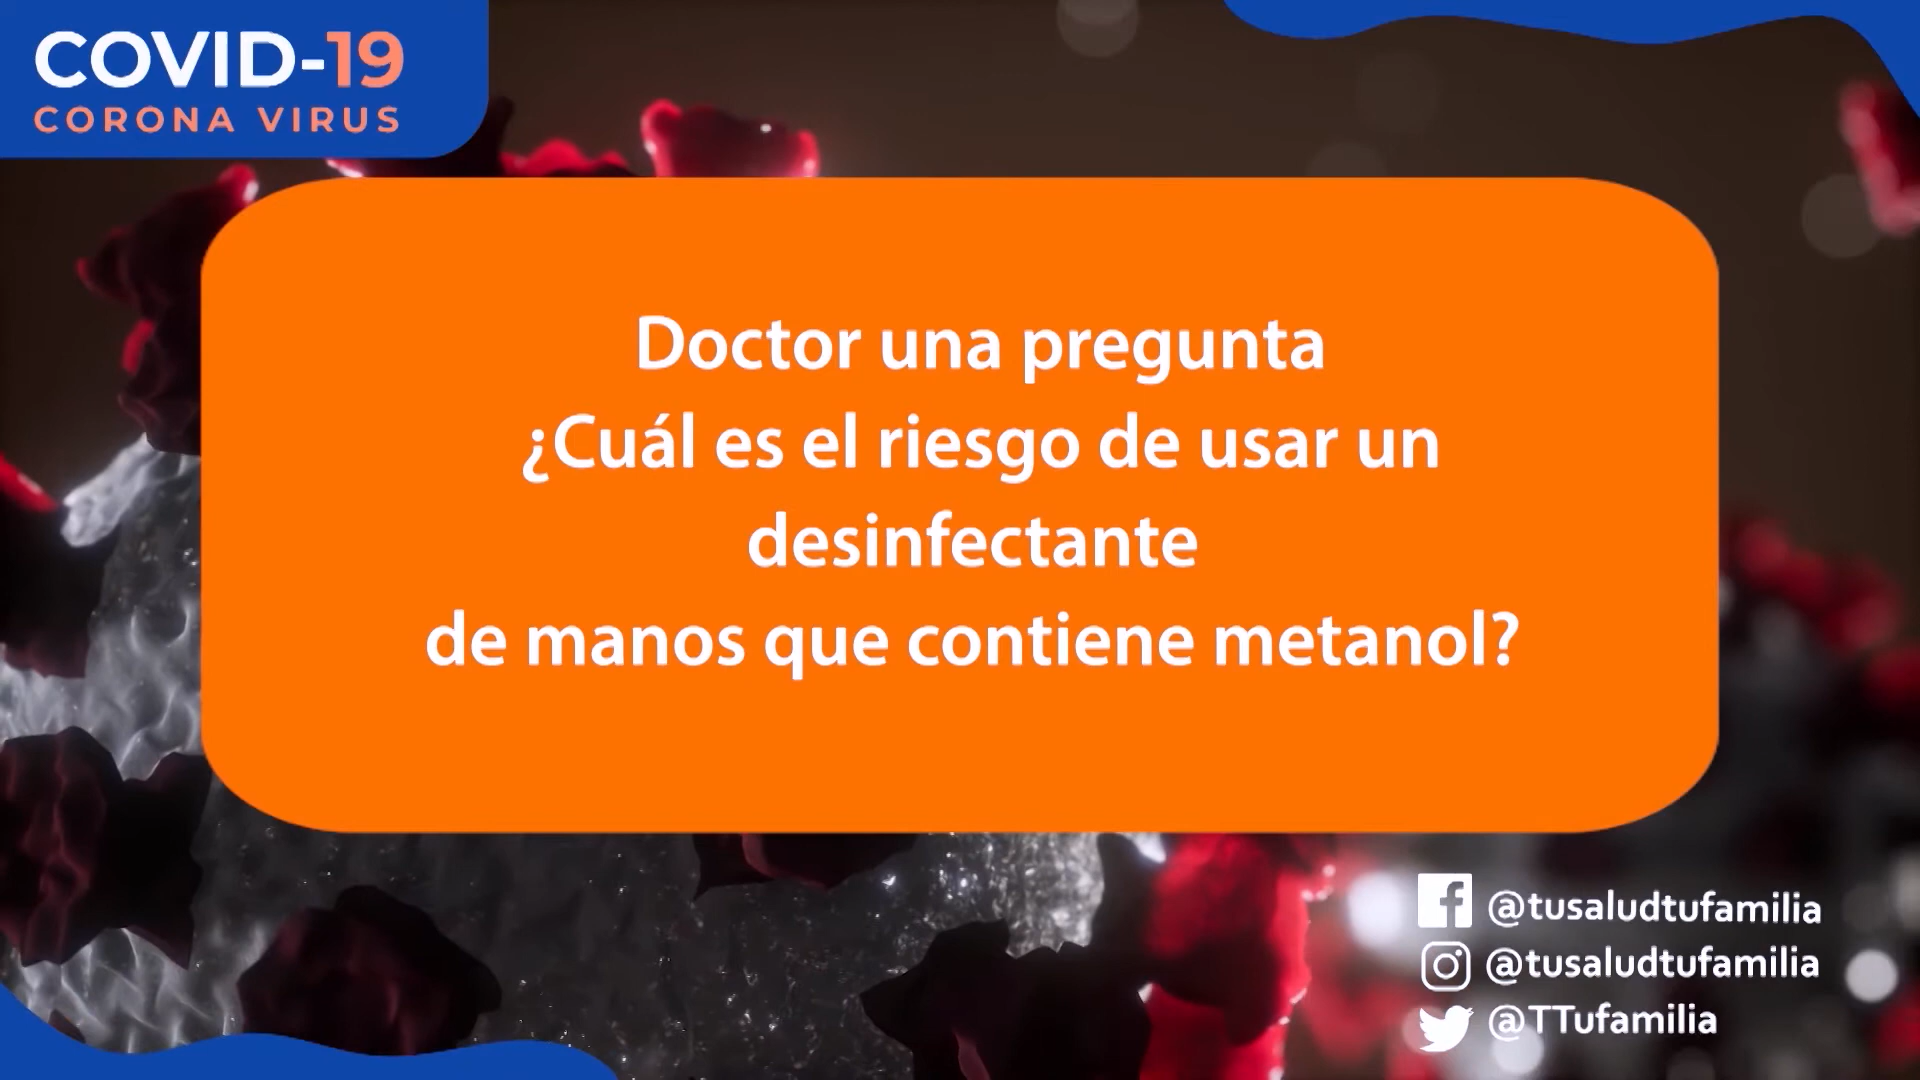 COVID-19
CORONA VIRUS
Doctor una pregunta
¿Cuál es el riesgo de usar un
desinfectante
de manos que contiene metanol?
@tusaludtufamilia
@tusaludtufamilia
@TTufamilia